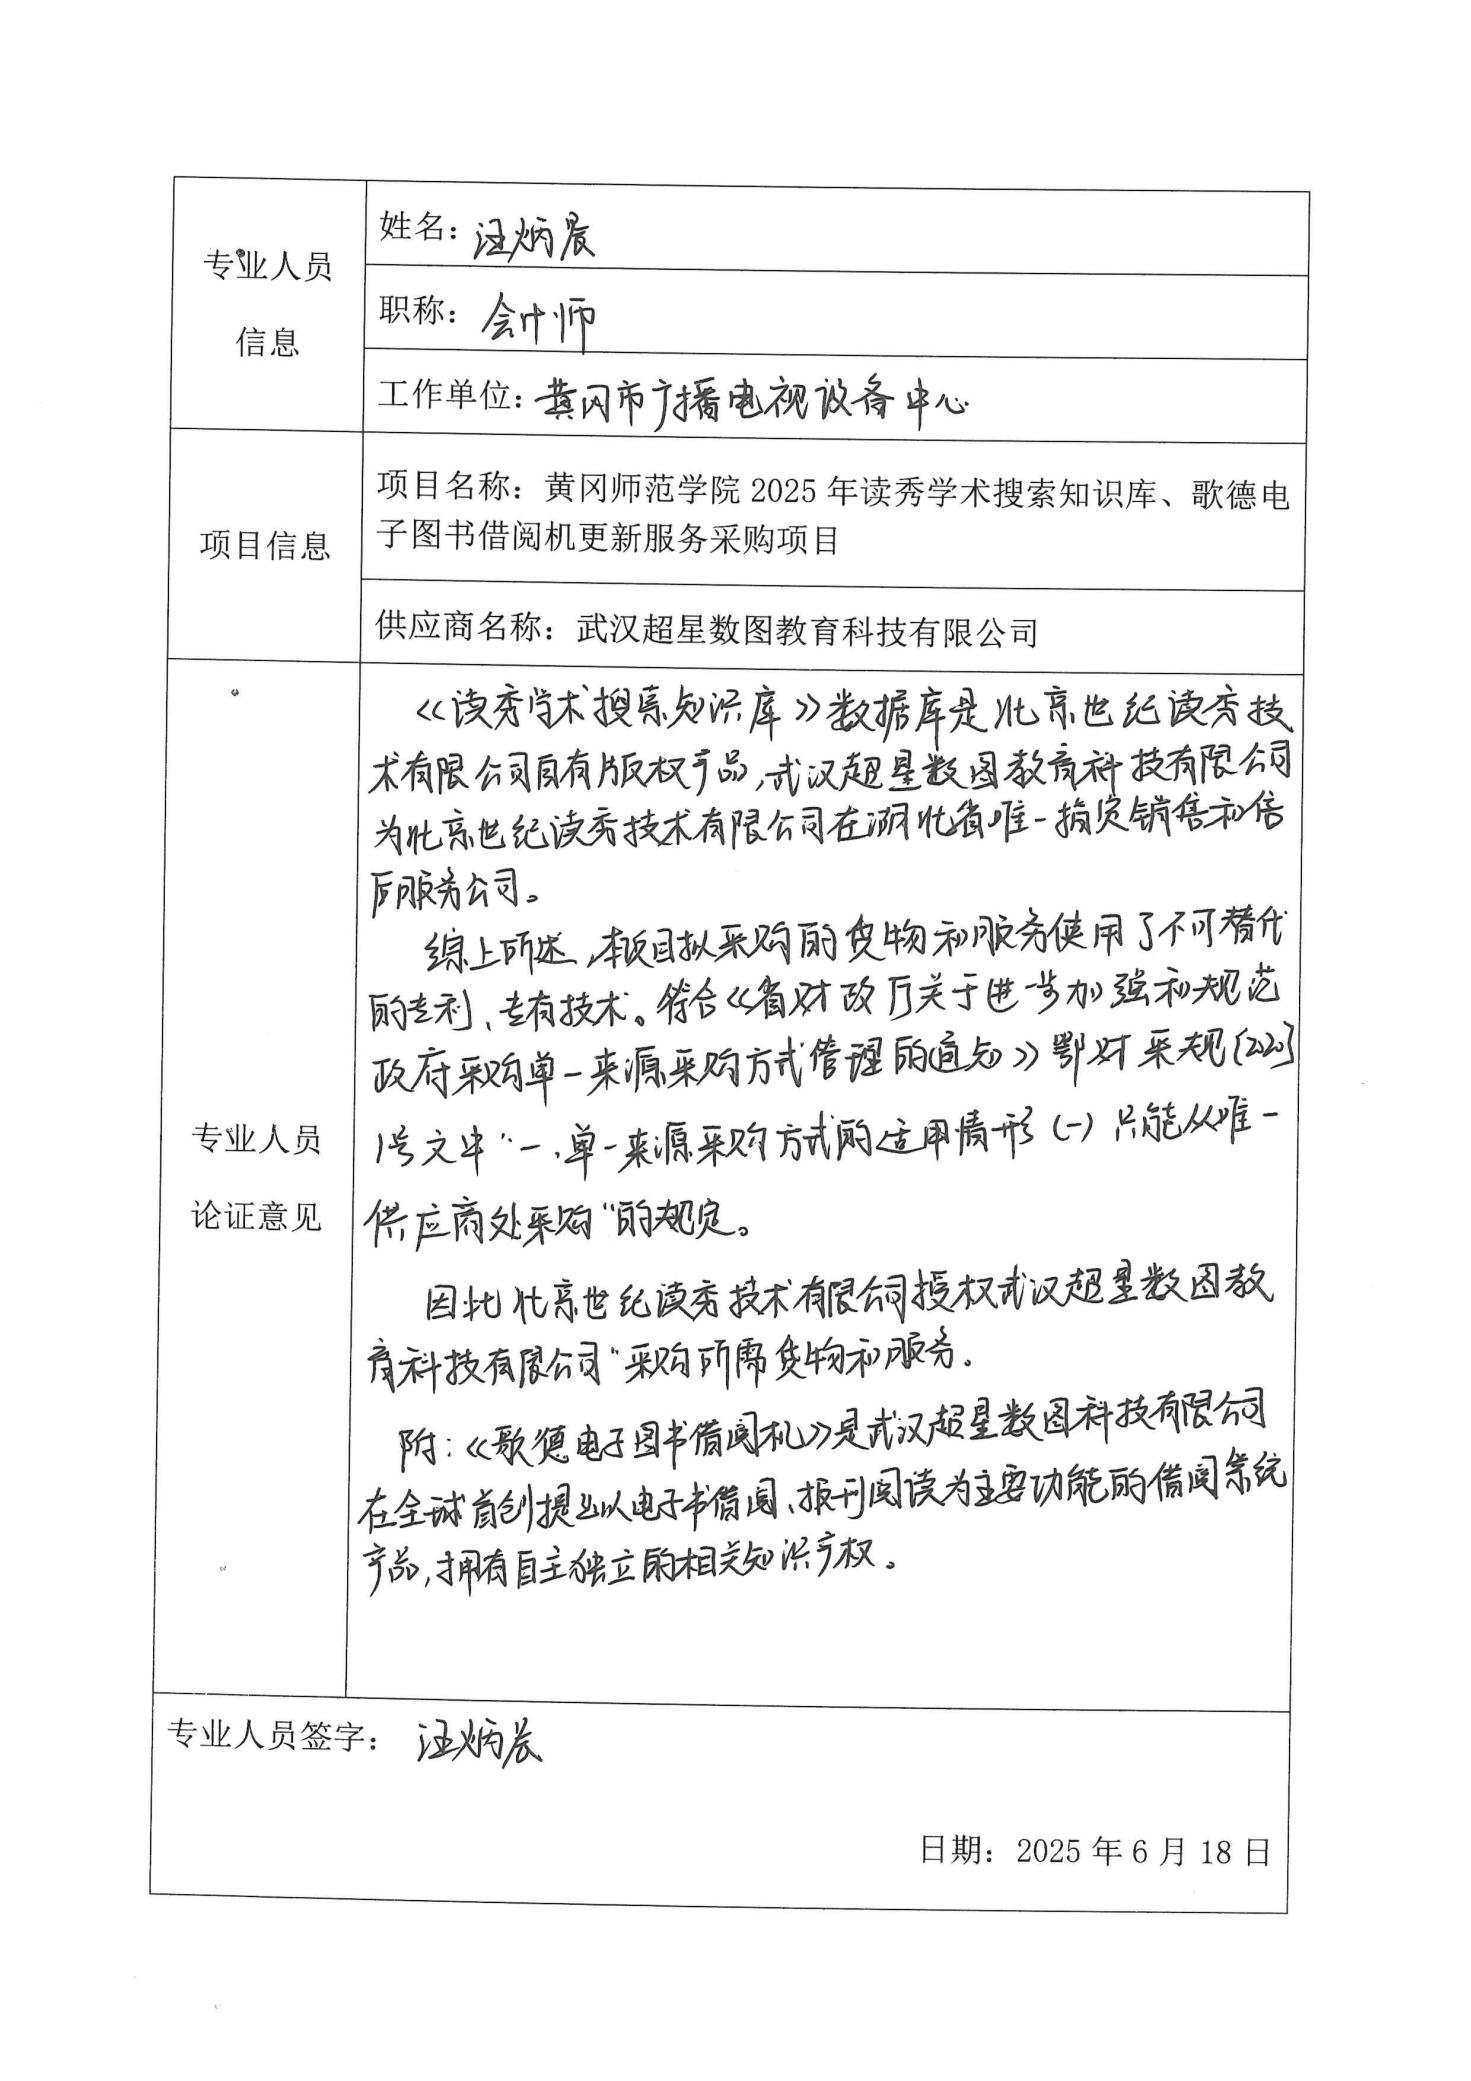 专业人员
信息
姓名：汪炳晨
职称：会计师
工作单位：黄冈市广播电视设备中心
项目信息
项目名称：黄冈师范学院 2025 年读秀学术搜索知识库、歌德电
子图书借阅机更新服务采购项目
供应商名称：武汉超星数图教育科技有限公司
专业人员
论证意见
《读秀学术搜索知识库》数据库是北京世纪读秀技
术有限公司自有版权产品，武汉超星数图教育科技有限公司
为北京世纪读秀技术有限公司在湖北省唯一指定销售和售
后服务公司。
综上所述，本项目拟采购的货物和服务使用了不可替代
的专利、专有技术。符合《省财政厅关于进一步加强和规范
政府采购单一来源采购方式管理的通知》鄂财采规〔2020〕
1号文中“一、单一来源采购方式的适用情形（一）只能从唯一
供应商处采购”的规定。
因此北京世纪读秀技术有限公司授权武汉超星数图教
育科技有限公司“采购所需货物和服务。
附：《歌德电子图书借阅机》是武汉超星数图科技有限公司
在全球首创提出以电子书借阅、报刊阅读为主要功能的借阅系统
产品，拥有自主独立的相关知识产权。
专业人员签字：汪炳晨
日期：2025 年 6 月 18 日